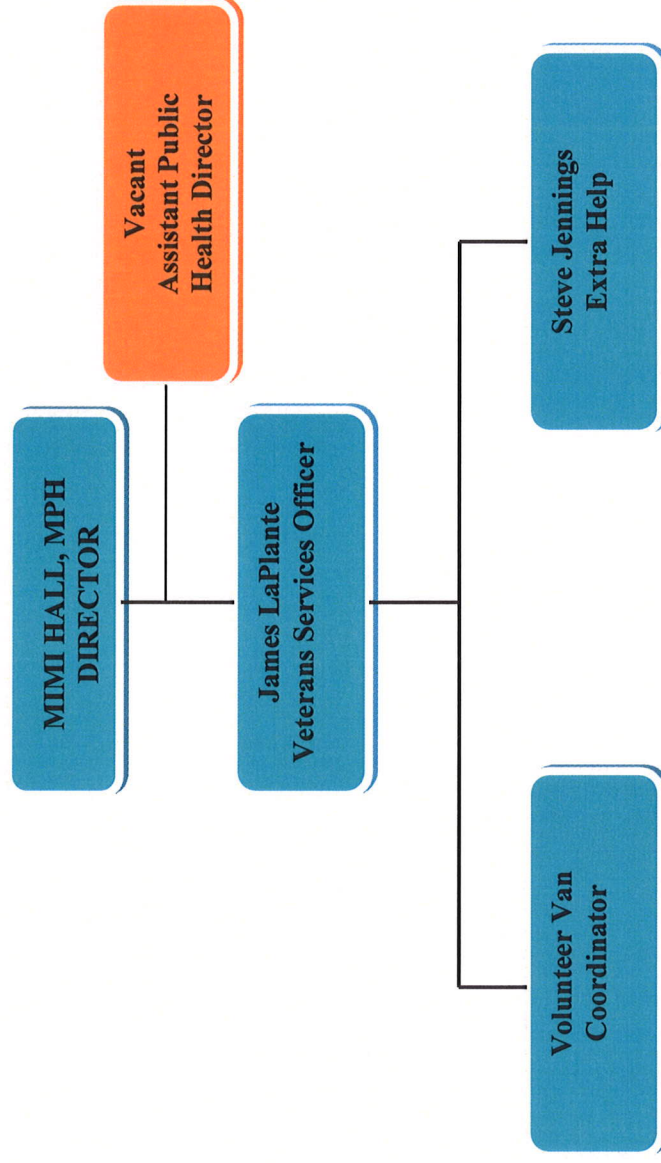 MIMI HALL, MPH
DIRECTOR
Vacant
Assistant Public
Health Director
James LaPlante
Veterans Services Officer
Volunteer Van
Coordinator
Steve Jennings
Extra Help